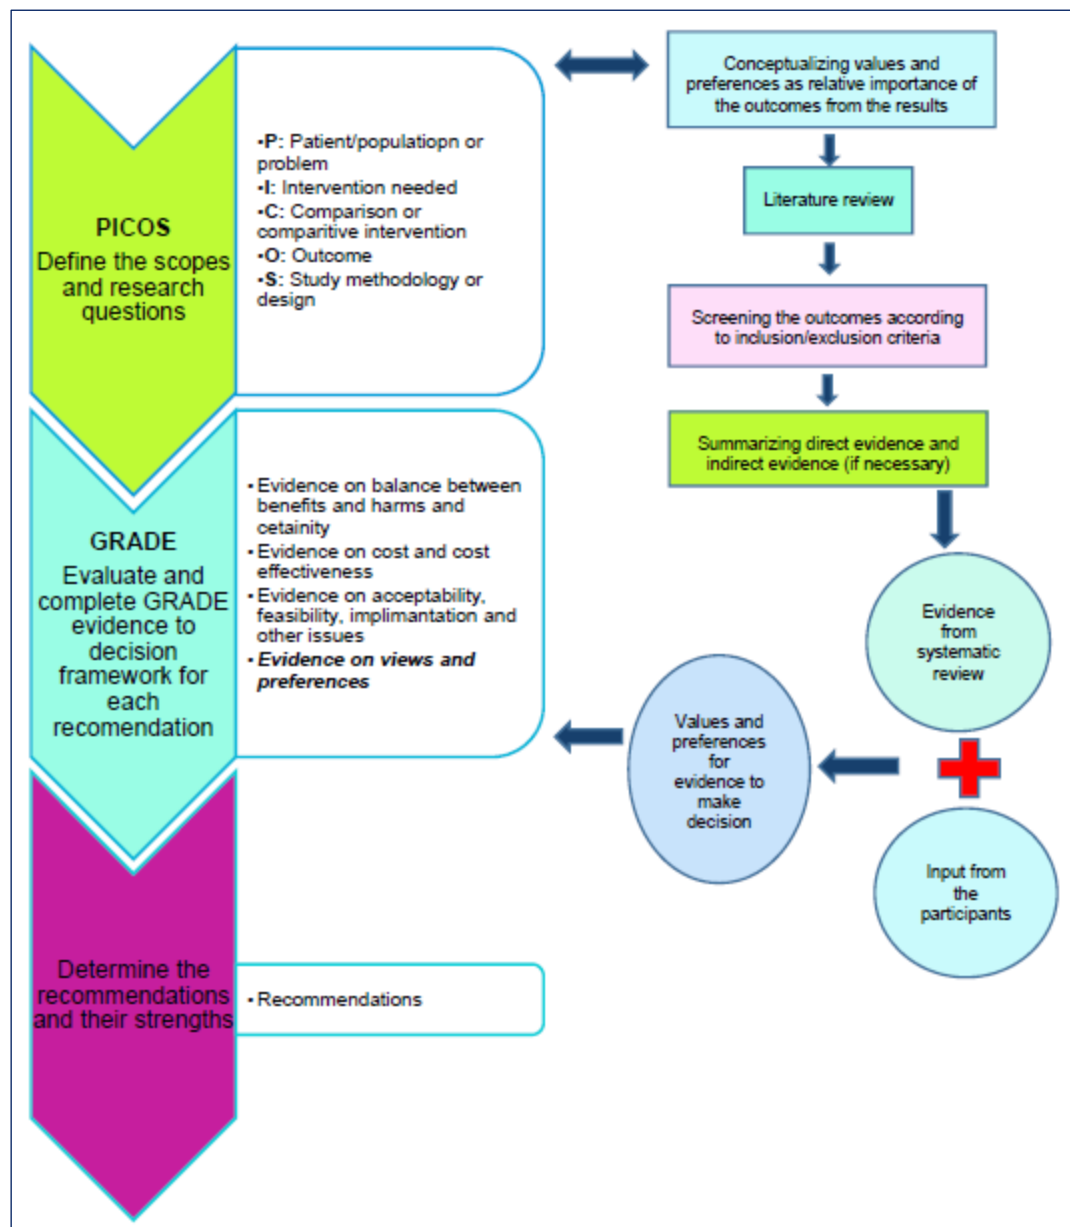 PICOS
Define the scopes
and research
questions
•P: Patient/populatiopn or
problem
•I: Intervention needed
•C: Comparison or
comparitive intervention
•O: Outcome
•S: Study methodology or
design
GRADE
Evaluate and
complete GRADE
evidence to
decision
framework for
each
recomendation
•Evidence on balance between
benefits and harms and
cetainity
•Evidence on cost and cost
effectiveness
•Evidence on acceptability,
feasibility, implimantation and
other issues
•Evidence on views and
preferences
Determine the
recommendations
and their strengths
•Recommendations
Conceptualizing values and
preferences as relative importance of
the outcomes from the results
Literature review
Screening the outcomes according
to inclusion/exclusion criteria
Summarizing direct evidence and
indirect evidence (if necessary)
Evidence
from
systematic
review
Values and
preferences
for
evidence to
make
decision
Input from
the
participants